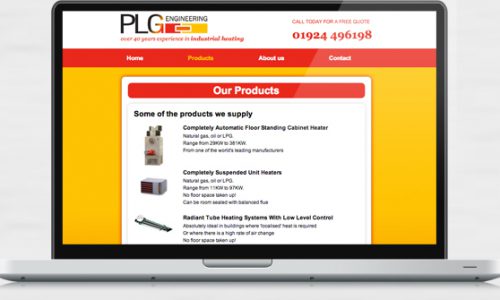 PLG ENGINEERING
over 40 years experience in industrial heating
CALL TODAY FOR A FREE QUOTE
01924 496198
Home Products About us Contact
Our Products
Some of the products we supply
Completely Automatic Floor Standing Cabinet Heater
Natural gas, oil or LPG.
Range from 29KW to 381KW.
From one of the world's leading manufacturers
Completely Suspended Unit Heaters
Natural gas, oil or LPG.
Range from 11KW to 97KW.
No floor space taken up!
Can be room sealed with balanced flue
Radiant Tube Heating Systems With Low Level Control
Absolutely ideal in buildings where 'localised' heat is required
Or where there is a high rate of air change
No floor space taken up!